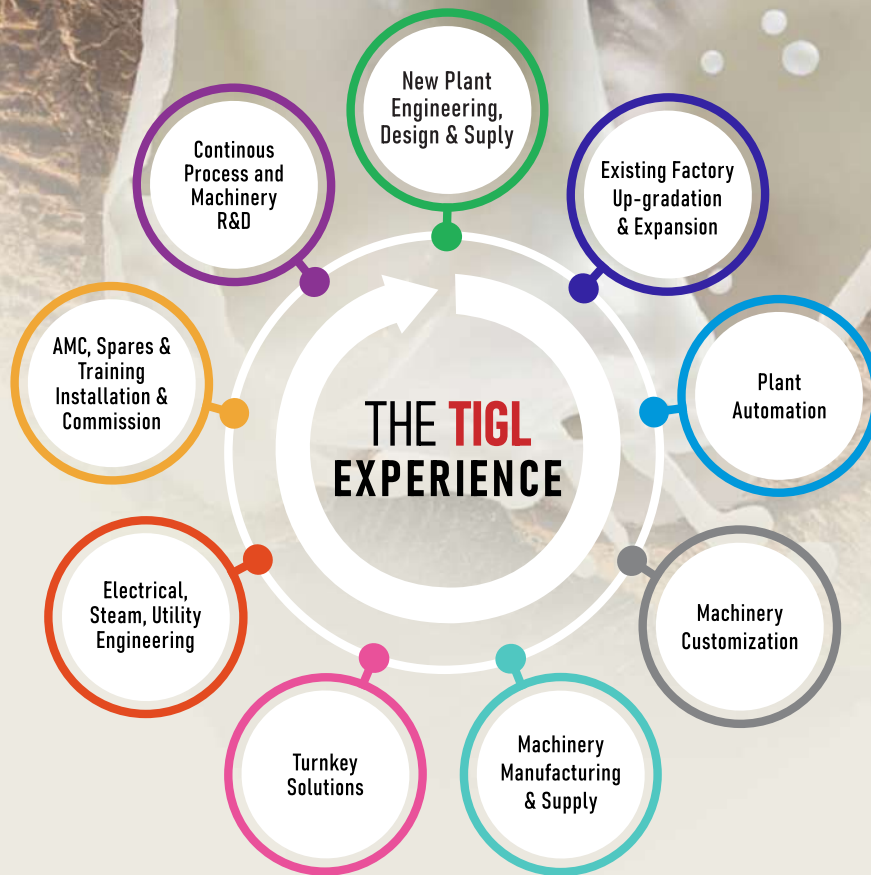 New Plant
Engineering,
Design & Suply
Existing Factory
Up-gradation
& Expansion
Plant
Automation
Machinery
Customization
Machinery
Manufacturing
& Supply
Turnkey
Solutions
Electrical,
Steam, Utility
Engineering
AMC, Spares &
Training
Installation &
Commission
Continous
Process and
Machinery
R&D
THE TIGL
EXPERIENCE